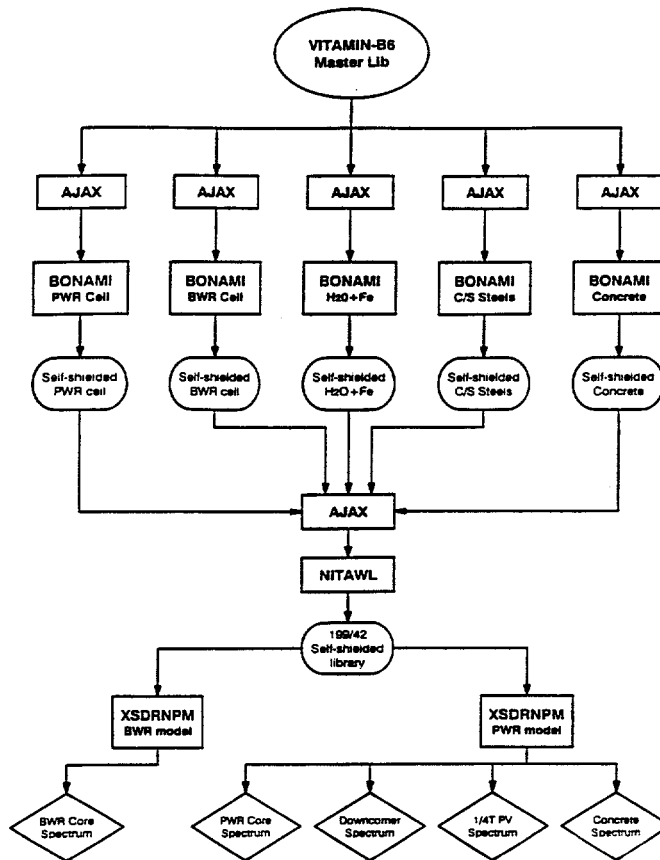 VITAMIN-B6
Master Lib
AJAX
AJAX
AJAX
AJAX
AJAX
BONAMI
PWR Cell
BONAMI
BWR Cell
BONAMI
H2O+Fe
BONAMI
C/S Steels
BONAMI
Concrete
Self-shielded
PWR cell
Self-shielded
BWR cell
Self-shielded
H2O + Fe
Self-shielded
C/S Steels
Self-shielded
Concrete
AJAX
NITAWL
199/42
Self-shielded
library
XSDRNPM
BWR model
XSDRNPM
PWR model
BWR Core
Spectrum
PWR Core
Spectrum
Downcomer
Spectrum
1/4T PV
Spectrum
Concrete
Spectrum